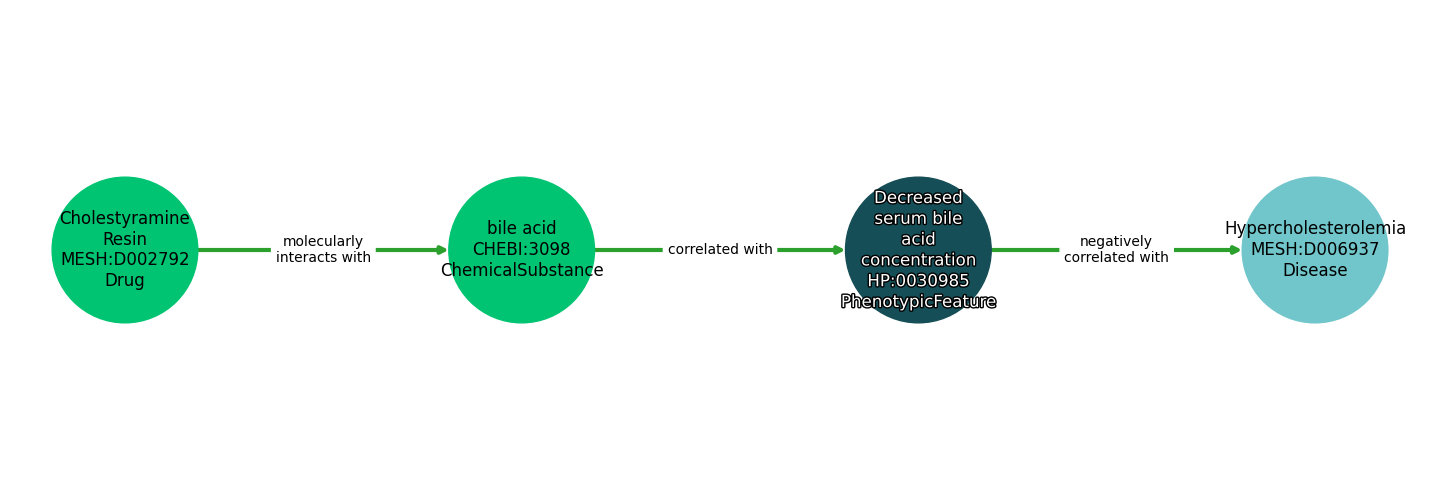 Cholestyramine
Resin
MESH:D002792
Drug
molecularly
interacts with
bile acid
CHEBI:3098
ChemicalSubstance
correlated with
Decreased
serum bile
acid
concentration
HP:0030985
PhenotypicFeature
negatively
correlated with
Hypercholesterolemia
MESH:D006937
Disease